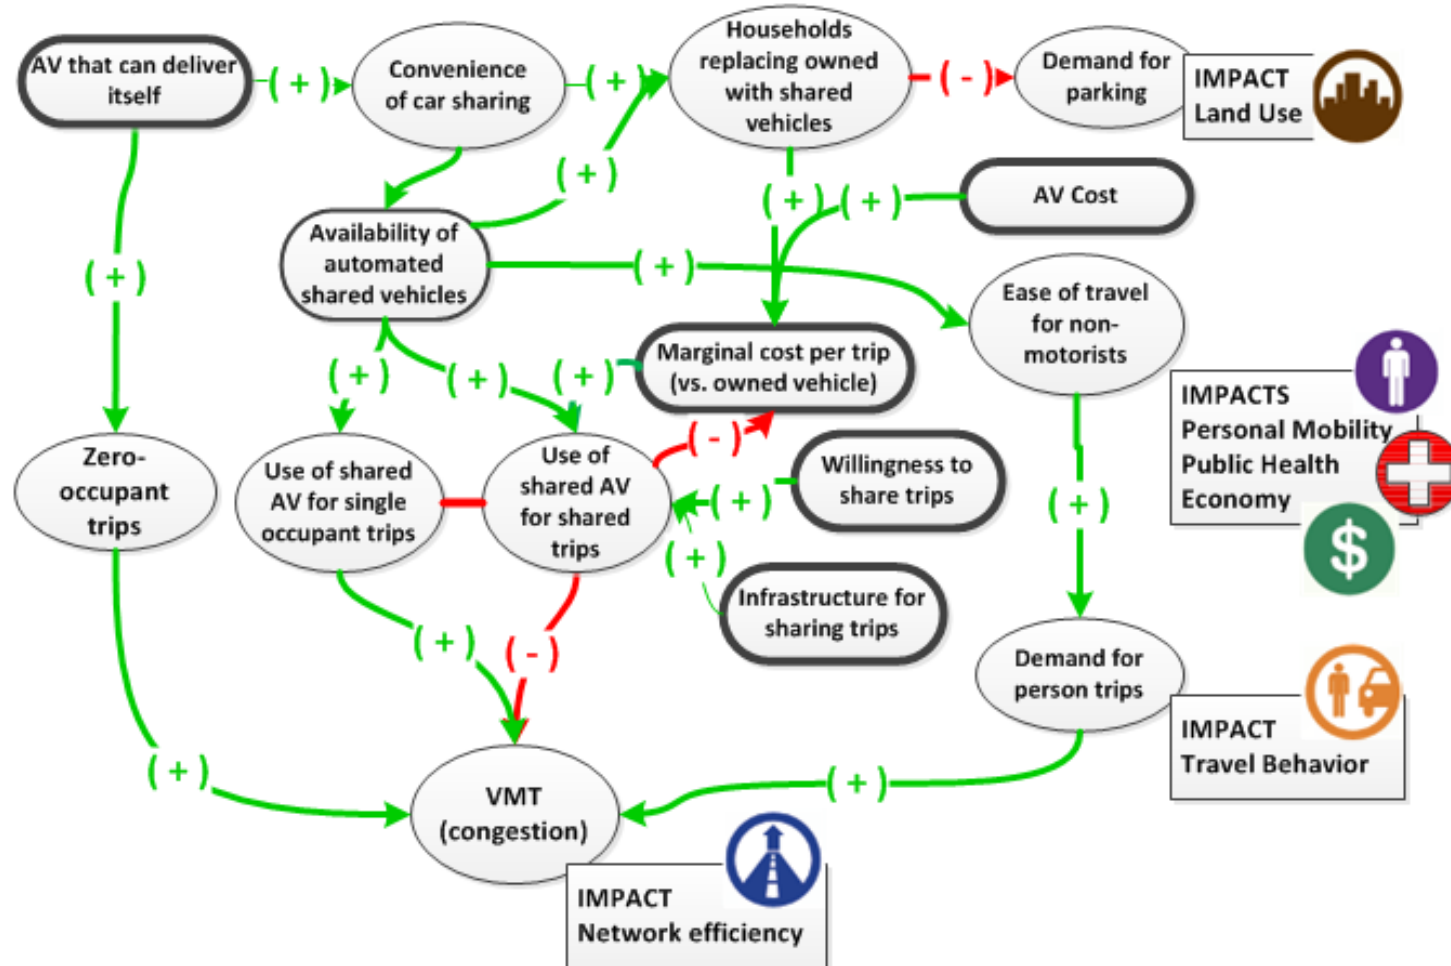 AV that can deliver
itself
( + )
Convenience
of car sharing
( + )
Households
replacing owned
with shared
vehicles
( - )
Demand for
parking
IMPACT
Land Use
( + )
( + )
( + )
AV Cost
Availability of
automated
shared vehicles
( + )
( + )
Ease of travel
for non-
motorists
Marginal cost per trip
(vs. owned vehicle)
( + )
( + )
( + )
( - )
IMPACTS
Personal Mobility
Public Health
Economy
$
Zero-
occupant
trips
Use of shared
AV for single
occupant trips
Use of
shared AV
for shared
trips
Willingness to
share trips
( + )
( + )
( + )
Infrastructure for
sharing trips
( + )
( - )
Demand for
person trips
IMPACT
Travel Behavior
( + )
( + )
VMT
(congestion)
IMPACT
Network efficiency